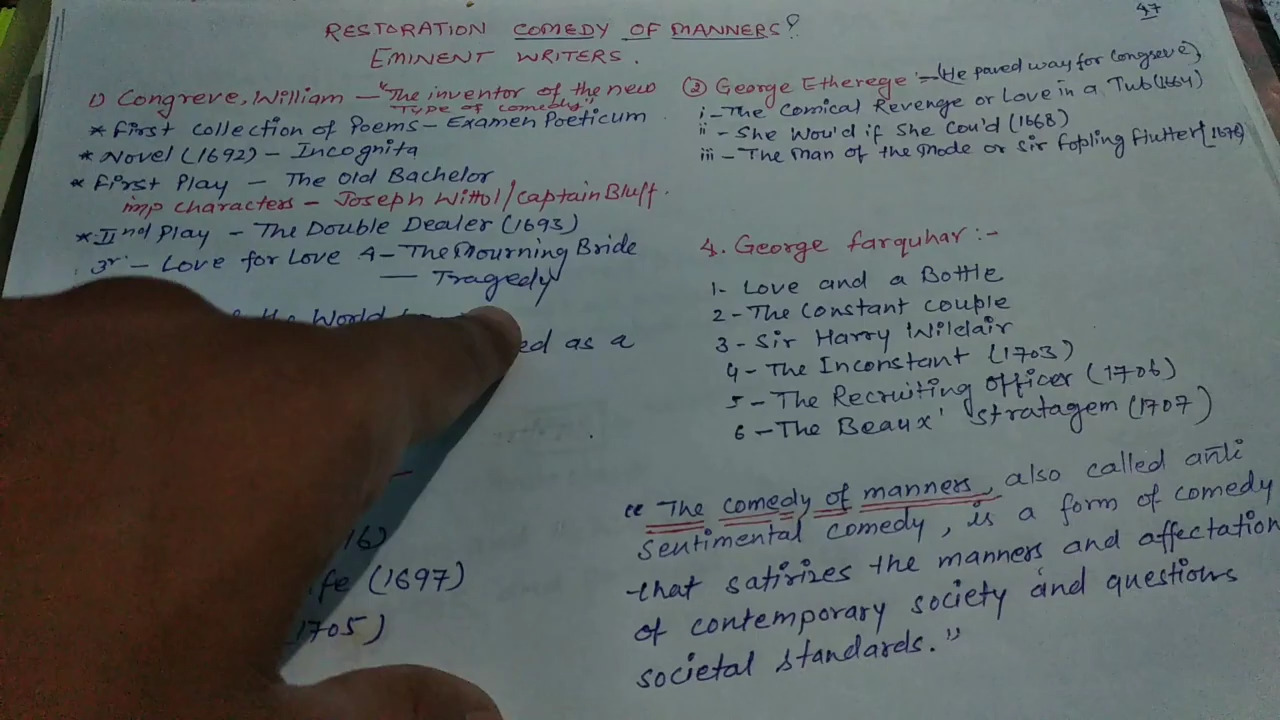 47
RESTORATION COMEDY OF MANNERS?
EMINENT WRITERS.
1) Congreve, William – "The inventor of the new
Type of comedy"
* First collection of Poems – Examen Poeticum
* Novel (1692) – Incognita
* First Play – The Old Bachelor
imp characters – Joseph Wittol/Captain Bluff.
* IInd Play – The Double Dealer (1693)
3rd – Love for Love 4 – The Mourning Bride
— Tragedy
the World
ed as a
16)
fe (1697)
1705)
③ George Etherege – (He paved way for Congreve)
i – The Comical Revenge or Love in a Tub (1664)
ii – She Wou'd if She Cou'd (1668)
iii – The Man of the Mode or Sir Fopling Flutter (1676)
4. George Farquhar :–
1- Love and a Bottle
2 - The Constant Couple
3 - Sir Harry Wildair
4 - The Inconstant (1703)
5 - The Recruiting Officer (1706)
6 - The Beaux' Stratagem (1707)
"The comedy of manners, also called anti
sentimental comedy, is a form of comedy
that satirizes the manners and affectation
of contemporary society and questions
societal standards."